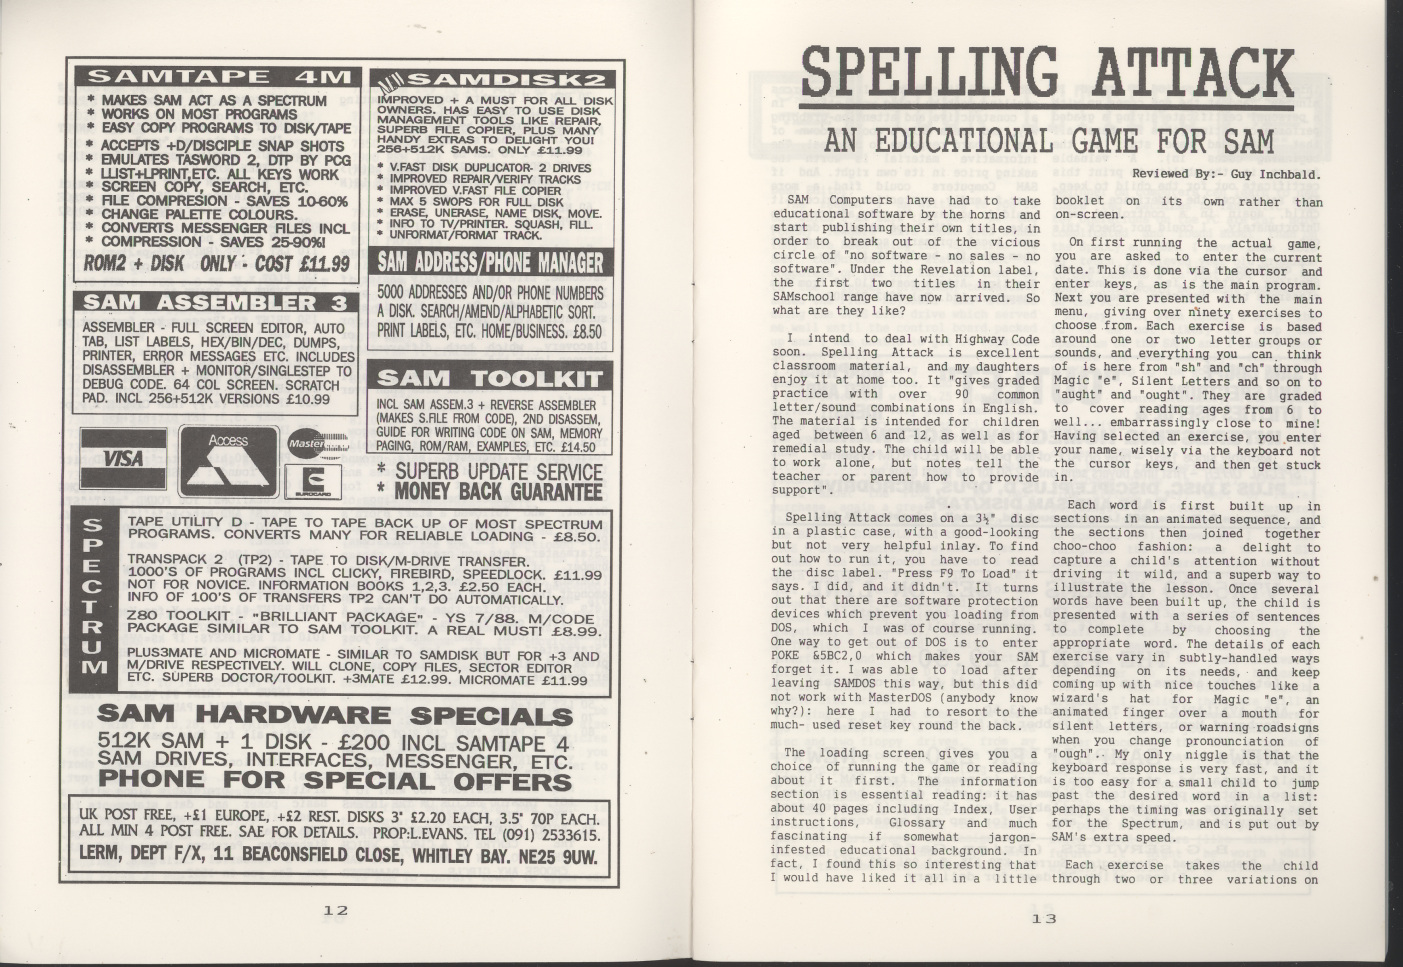 SAMTAPE 4M
* MAKES SAM ACT AS A SPECTRUM
* WORKS ON MOST PROGRAMS
* EASY COPY PROGRAMS TO DISK/TAPE
* ACCEPTS +D/DISCIPLE SNAP SHOTS
* EMULATES TASWORD 2, DTP BY PCG
* LLIST+LPRINT,ETC. ALL KEYS WORK
* SCREEN COPY, SEARCH, ETC.
* FILE COMPRESION - SAVES 10-60%
* CHANGE PALETTE COLOURS.
* CONVERTS MESSENGER FILES INCL
* COMPRESSION - SAVES 25-90%!
ROM2 + DISK ONLY - COST £11.99
SAM ASSEMBLER 3
ASSEMBLER - FULL SCREEN EDITOR, AUTO
TAB, LIST LABELS, HEX/BIN/DEC, DUMPS,
PRINTER, ERROR MESSAGES ETC. INCLUDES
DISASSEMBLER + MONITOR/SINGLESTEP TO
DEBUG CODE. 64 COL SCREEN. SCRATCH
PAD. INCL 256+512K VERSIONS £10.99
SAMDISK2
IMPROVED + A MUST FOR ALL DISK
OWNERS. HAS EASY TO USE DISK
MANAGEMENT TOOLS LIKE REPAIR,
SUPERB FILE COPIER, PLUS MANY
HANDY EXTRAS TO DELIGHT YOU!
256+512K SAMS. ONLY £11.99
* V.FAST DISK DUPLICATOR- 2 DRIVES
* IMPROVED REPAIR/VERIFY TRACKS
* IMPROVED V.FAST FILE COPIER
* MAX 5 SWOPS FOR FULL DISK
* ERASE, UNERASE, NAME DISK, MOVE.
* INFO TO TV/PRINTER. SQUASH, FILL.
* UNFORMAT/FORMAT TRACK.
SAM ADDRESS/PHONE MANAGER
5000 ADDRESSES AND/OR PHONE NUMBERS
A DISK. SEARCH/AMEND/ALPHABETIC SORT.
PRINT LABELS, ETC. HOME/BUSINESS. £8.50
SAM TOOLKIT
INCL SAM ASSEM.3 + REVERSE ASSEMBLER
(MAKES S.FILE FROM CODE), 2ND DISASSEM,
GUIDE FOR WRITING CODE ON SAM, MEMORY
PAGING, ROM/RAM, EXAMPLES, ETC. £14.50
VISA
Access
Master
EUROCARD
* SUPERB UPDATE SERVICE
* MONEY BACK GUARANTEE
SPECTRUM
TAPE UTILITY D - TAPE TO TAPE BACK UP OF MOST SPECTRUM
PROGRAMS. CONVERTS MANY FOR RELIABLE LOADING - £8.50.
TRANSPACK 2 (TP2) - TAPE TO DISK/M-DRIVE TRANSFER.
1000'S OF PROGRAMS INCL CLICKY, FIREBIRD, SPEEDLOCK. £11.99
NOT FOR NOVICE. INFORMATION BOOKS 1,2,3. £2.50 EACH.
INFO OF 100'S OF TRANSFERS TP2 CAN'T DO AUTOMATICALLY.
Z80 TOOLKIT - "BRILLIANT PACKAGE" - YS 7/88. M/CODE
PACKAGE SIMILAR TO SAM TOOLKIT. A REAL MUST! £8.99.
PLUS3MATE AND MICROMATE - SIMILAR TO SAMDISK BUT FOR +3 AND
M/DRIVE RESPECTIVELY. WILL CLONE, COPY FILES, SECTOR EDITOR
ETC. SUPERB DOCTOR/TOOLKIT. +3MATE £12.99. MICROMATE £11.99
SAM HARDWARE SPECIALS
512K SAM + 1 DISK - £200 INCL SAMTAPE 4
SAM DRIVES, INTERFACES, MESSENGER, ETC.
PHONE FOR SPECIAL OFFERS
UK POST FREE, +£1 EUROPE, +£2 REST. DISKS 3" £2.20 EACH, 3.5" 70P EACH.
ALL MIN 4 POST FREE. SAE FOR DETAILS. PROP:L.EVANS. TEL (091) 2533615.
LERM, DEPT F/X, 11 BEACONSFIELD CLOSE, WHITLEY BAY. NE25 9UW.
12
SPELLING ATTACK
AN EDUCATIONAL GAME FOR SAM
Reviewed By:- Guy Inchbald.
SAM Computers have had to take
educational software by the horns and
start publishing their own titles, in
order to break out of the vicious
circle of "no software - no sales - no
software". Under the Revelation label,
the first two titles in their
SAMschool range have now arrived. So
what are they like?
I intend to deal with Highway Code
soon. Spelling Attack is excellent
classroom material, and my daughters
enjoy it at home too. It "gives graded
practice with over 90 common
letter/sound combinations in English.
The material is intended for children
aged between 6 and 12, as well as for
remedial study. The child will be able
to work alone, but notes tell the
teacher or parent how to provide
support".
Spelling Attack comes on a 3½" disc
in a plastic case, with a good-looking
but not very helpful inlay. To find
out how to run it, you have to read
the disc label. "Press F9 To Load" it
says. I did, and it didn't. It turns
out that there are software protection
devices which prevent you loading from
DOS, which I was of course running.
One way to get out of DOS is to enter
POKE &5BC2,0 which makes your SAM
forget it. I was able to load after
leaving SAMDOS this way, but this did
not work with MasterDOS (anybody know
why?): here I had to resort to the
much- used reset key round the back.
The loading screen gives you a
choice of running the game or reading
about it first. The information
section is essential reading: it has
about 40 pages including Index, User
instructions, Glossary and much
fascinating if somewhat jargon-
infested educational background. In
fact, I found this so interesting that
I would have liked it all in a little
booklet on its own rather than
on-screen.
On first running the actual game,
you are asked to enter the current
date. This is done via the cursor and
enter keys, as is the main program.
Next you are presented with the main
menu, giving over ninety exercises to
choose from. Each exercise is based
around one or two letter groups or
sounds, and everything you can think
of is here from "sh" and "ch" through
Magic "e", Silent Letters and so on to
"aught" and "ought". They are graded
to cover reading ages from 6 to
well... embarrassingly close to mine!
Having selected an exercise, you enter
your name, wisely via the keyboard not
the cursor keys, and then get stuck
in.
Each word is first built up in
sections in an animated sequence, and
the sections then joined together
choo-choo fashion: a delight to
capture a child's attention without
driving it wild, and a superb way to
illustrate the lesson. Once several
words have been built up, the child is
presented with a series of sentences
to complete by choosing the
appropriate word. The details of each
exercise vary in subtly-handled ways
depending on its needs, and keep
coming up with nice touches like a
wizard's hat for Magic "e", an
animated finger over a mouth for
silent letters, or warning roadsigns
when you change pronounciation of
"ough". My only niggle is that the
keyboard response is very fast, and it
is too easy for a small child to jump
past the desired word in a list:
perhaps the timing was originally set
for the Spectrum, and is put out by
SAM's extra speed.
Each exercise takes the child
through two or three variations on
13